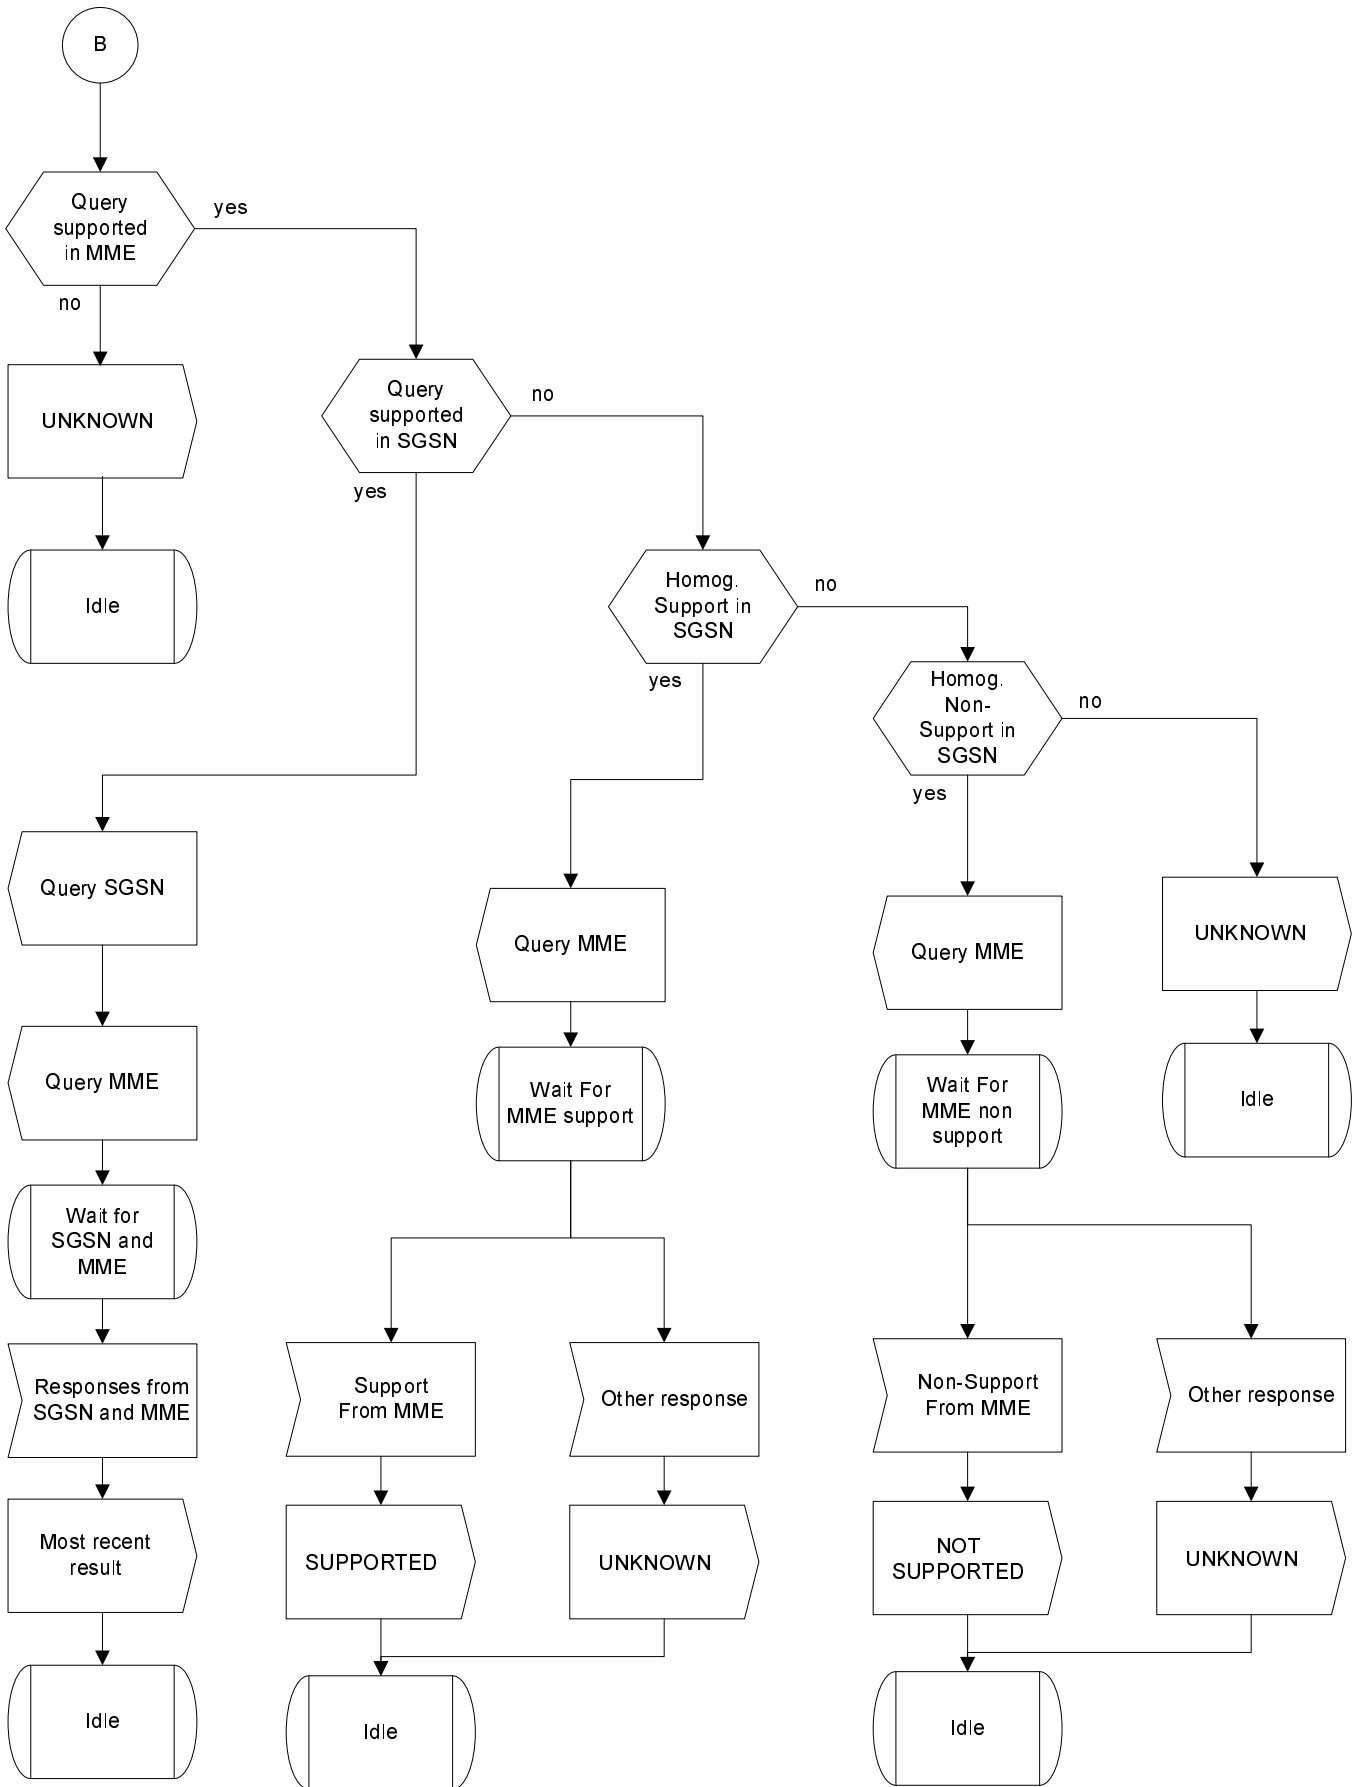 B
Query
supported
in MME
yes
no
UNKNOWN
Idle
Query
supported
in SGSN
no
yes
Homog.
Support in
SGSN
no
yes
Homog.
Non-
Support in
SGSN
no
yes
Query SGSN
Query MME
Query MME
UNKNOWN
Query MME
Wait For
MME support
Wait For
MME non
support
Idle
Wait for
SGSN and
MME
Responses from
SGSN and MME
Support
From MME
Other response
Non-Support
From MME
Other response
Most recent
result
SUPPORTED
UNKNOWN
NOT
SUPPORTED
UNKNOWN
Idle
Idle
Idle